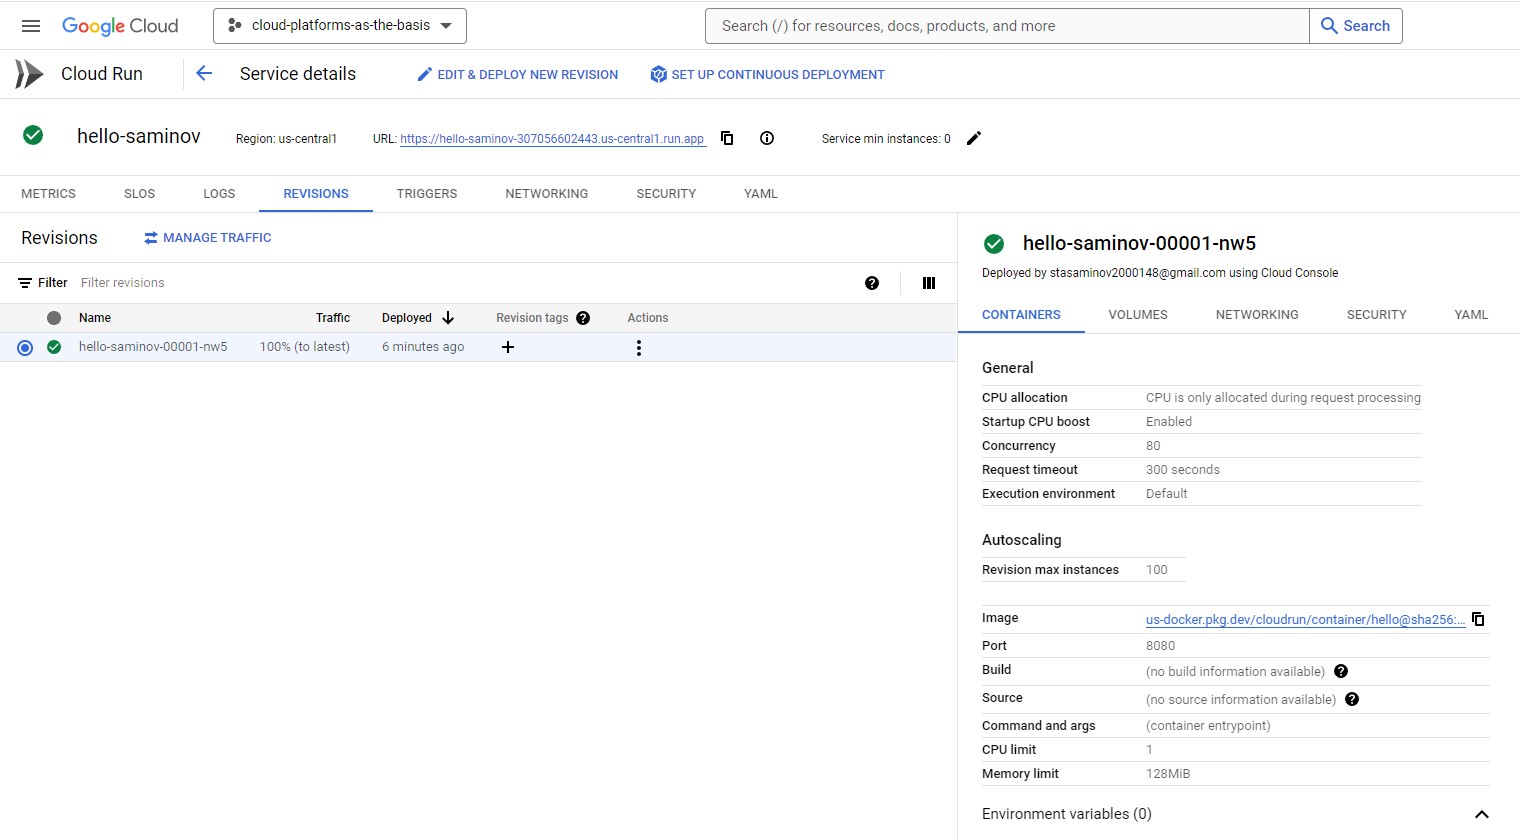 Google Cloud
cloud-platforms-as-the-basis
Search (/) for resources, docs, products, and more
Search
Cloud Run
Service details
EDIT & DEPLOY NEW REVISION
SET UP CONTINUOUS DEPLOYMENT
hello-saminov
Region: us-central1
URL: https://hello-saminov-307056602443.us-central1.run.app
Service min instances: 0
METRICS
SLOS
LOGS
REVISIONS
TRIGGERS
NETWORKING
SECURITY
YAML
Revisions
MANAGE TRAFFIC
Filter Filter revisions
Name Traffic Deployed Revision tags Actions
hello-saminov-00001-nw5 100% (to latest) 6 minutes ago
hello-saminov-00001-nw5
Deployed by stasaminov2000148@gmail.com using Cloud Console
CONTAINERS VOLUMES NETWORKING SECURITY YAML
General
CPU allocation CPU is only allocated during request processing
Startup CPU boost Enabled
Concurrency 80
Request timeout 300 seconds
Execution environment Default
Autoscaling
Revision max instances 100
Image us-docker.pkg.dev/cloudrun/container/hello@sha256:...
Port 8080
Build (no build information available)
Source (no source information available)
Command and args (container entrypoint)
CPU limit 1
Memory limit 128MiB
Environment variables (0)